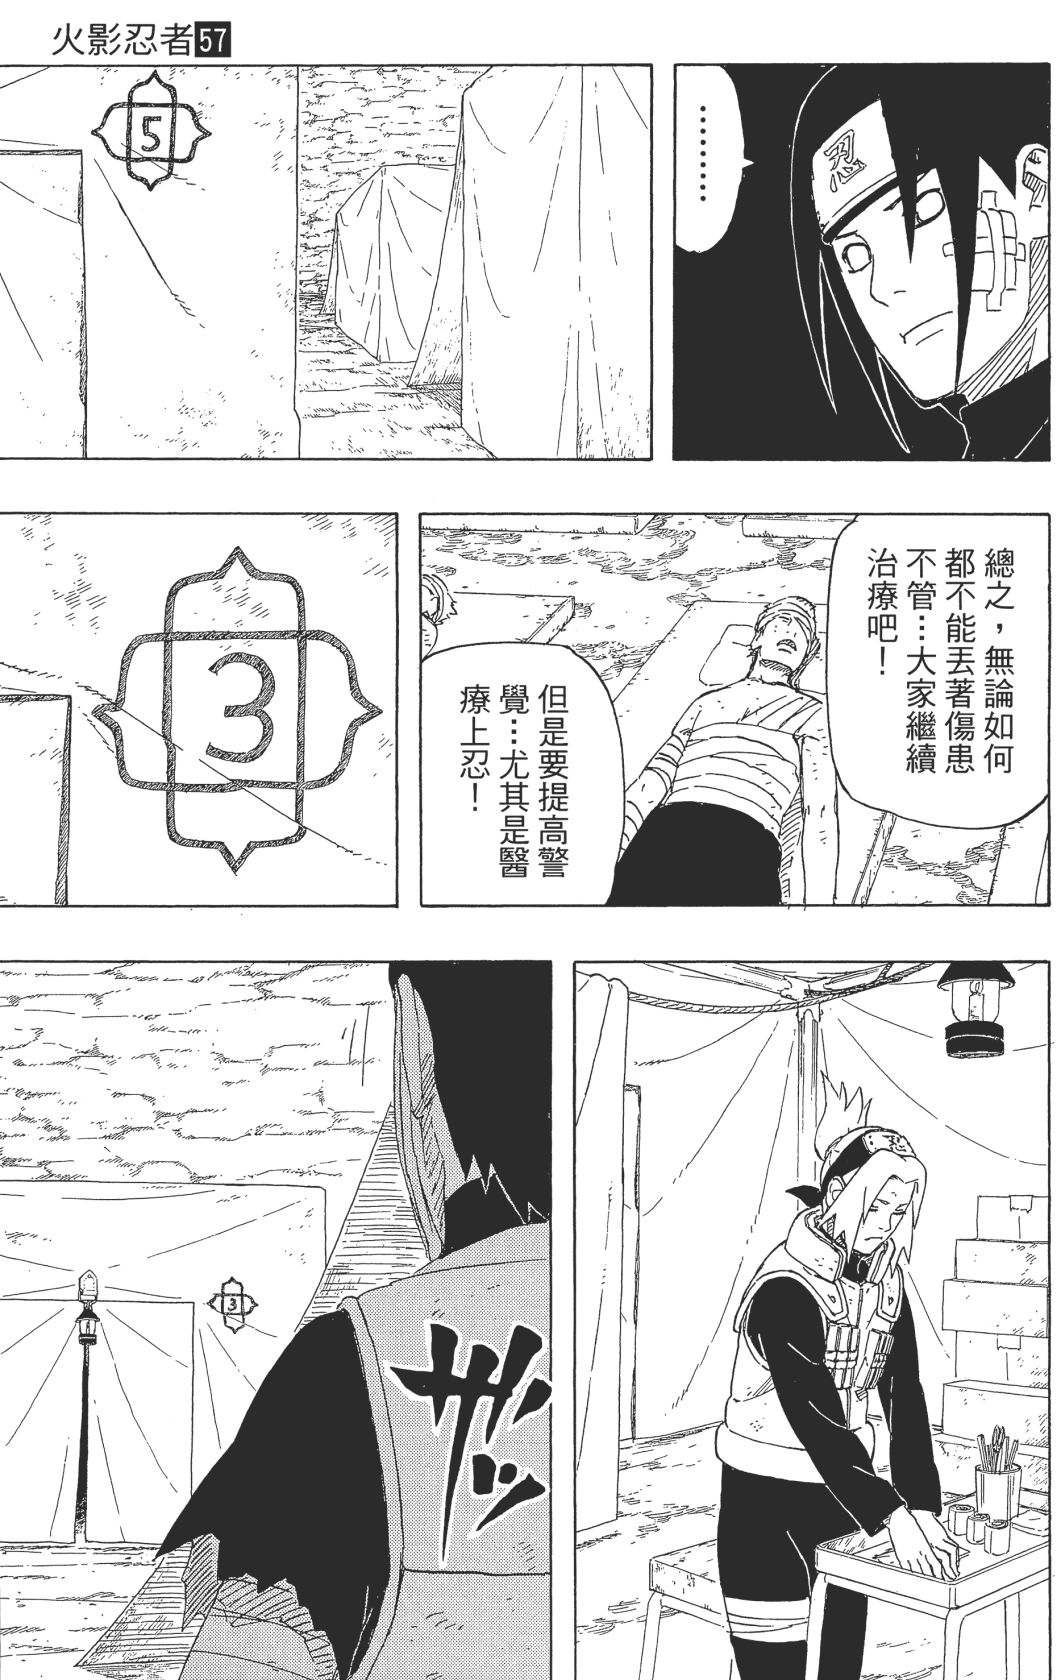 火影忍者57
………
5
總之，無論如何
都不能丟著傷患
不管…大家繼續
治療吧！
但是要提高警
覺…尤其是醫
療上忍！
3
忍
3
ザッ